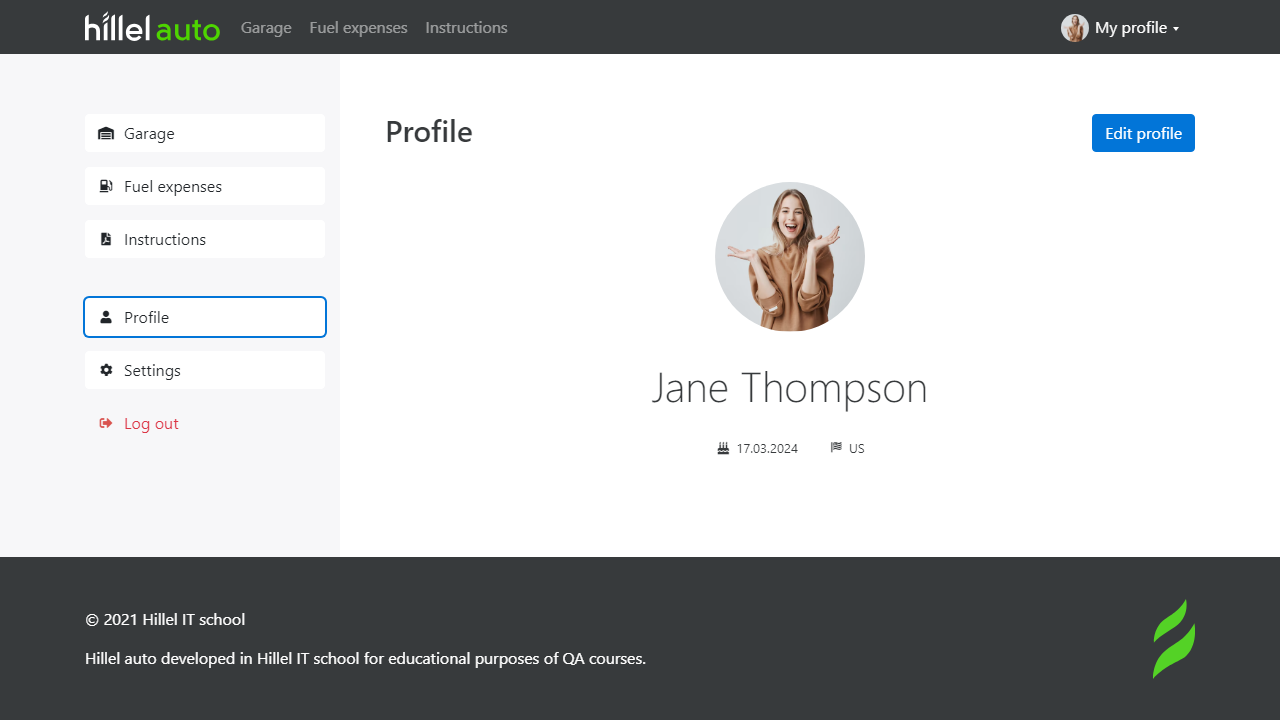 hillel auto
Garage
Fuel expenses
Instructions
My profile
Garage
Fuel expenses
Instructions
Profile
Settings
Log out
Profile
Edit profile
Jane Thompson
17.03.2024
US
© 2021 Hillel IT school
Hillel auto developed in Hillel IT school for educational purposes of QA courses.